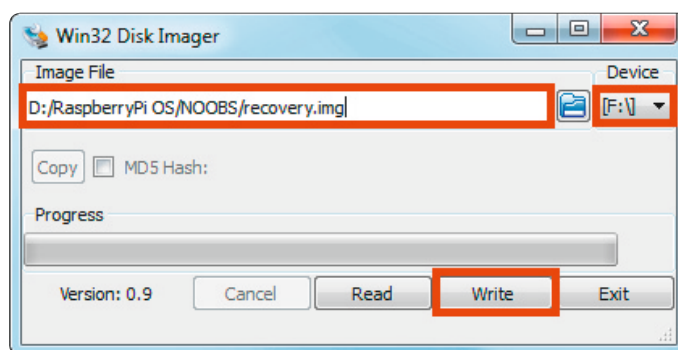 Win32 Disk Imager
Image File Device
D:/RaspberryPi OS/NOOBS/recovery.img [F:\]
Copy MD5 Hash:
Progress
Version: 0.9 Cancel Read Write Exit